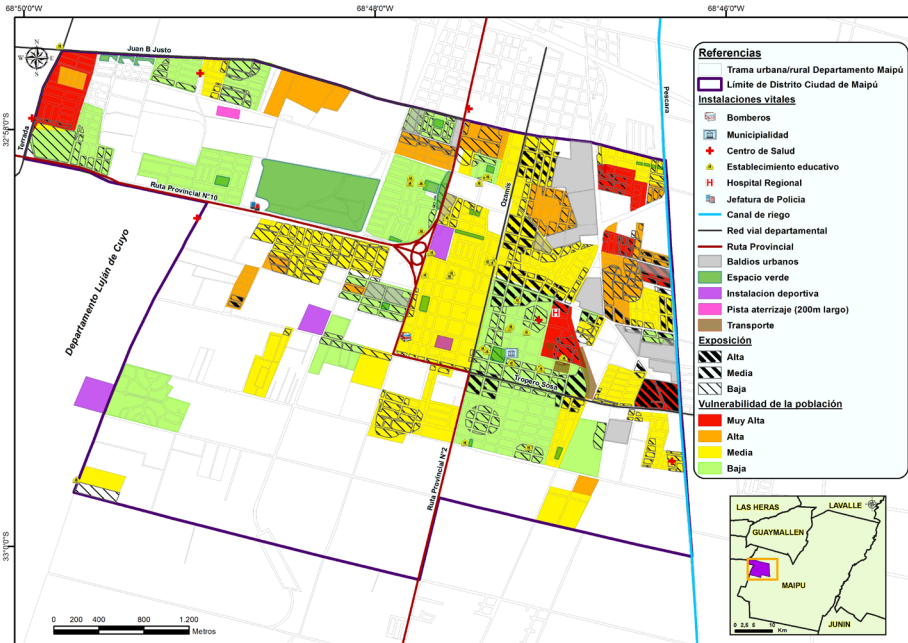 68°50'0"O
68°48'0"O
68°46'0"O
N
W
E
S
Juan B Justo
Terrada
32°58'0"S
Ruta Provincial N°10
Ozamis
Pescara
Departamento Luján de Cuyo
H
Tropero Sosa
Ruta Provincial N°2
33°0'0"S
0 200 400 800 1.200
Metros
Referencias
Trama urbana/rural Departamento Maipú
Límite de Distrito Ciudad de Maipú
Instalaciones vitales
Bomberos
Municipalidad
Centro de Salud
Establecimiento educativo
H Hospital Regional
Jefatura de Policia
Canal de riego
Red vial departamental
Ruta Provincial
Baldios urbanos
Espacio verde
Instalacion deportiva
Pista aterrizaje (200m largo)
Transporte
Exposición
Alta
Media
Baja
Vulnerabilidad de la población
Muy Alta
Alta
Media
Baja
LAS HERAS
LAVALLE
GUAYMALLEN
MAIPU
JUNIN
0 2,5 5 10
Km